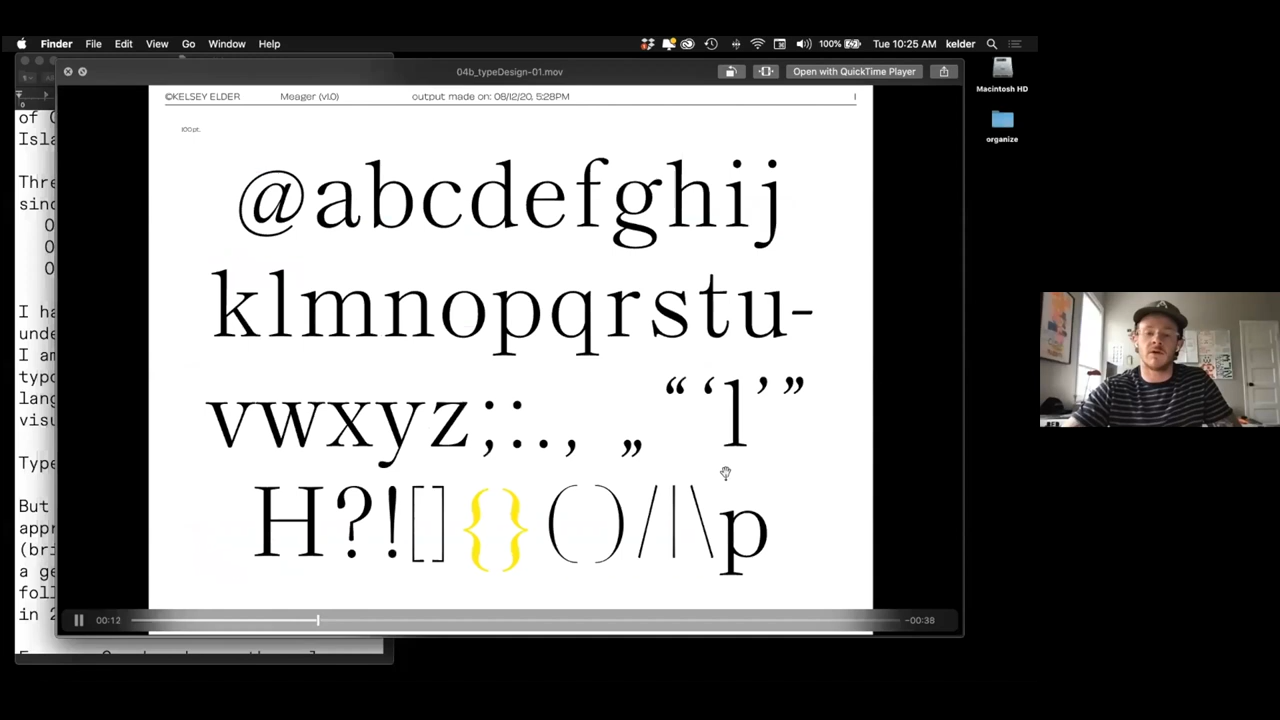 Finder File Edit View Go Window Help 100% Tue 10:25 AM kelder
04b_typeDesign-01.mov
Open with QuickTime Player
Macintosh HD
organize
©KELSEY ELDER Meager (v1.0) output made on: 08/12/20, 5:28PM 1
100pt.
@abcdefghij
klmnopqrstu-
vwxyz;:., „ “‘l’”
H?![]{}()/|\p
of
Isla
Thre
sinc
O
O
O
I ha
unde
I am
typo
lang
visu
Type
But
appr
(bri
a ge
foll
in 2
00:12
-00:38